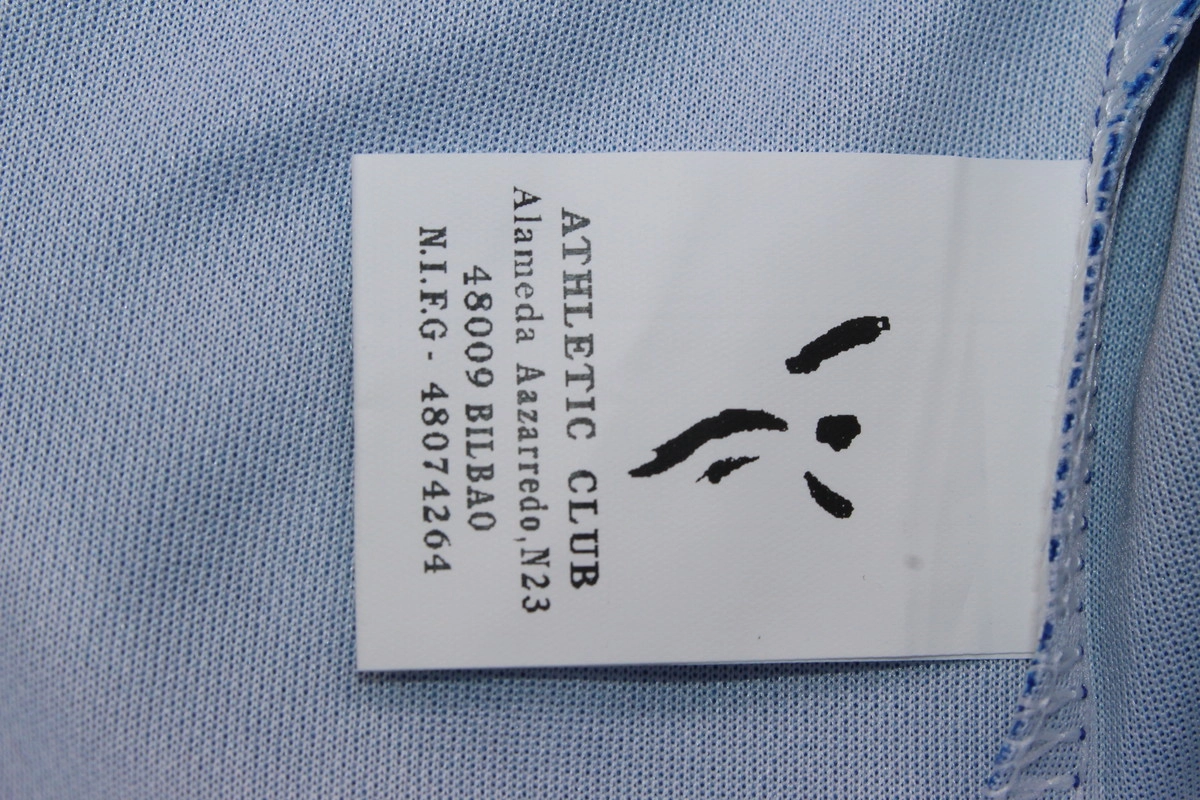 ATHLETIC CLUB
Alameda Aazarredo,N23
48009 BILBAO
N.I.F.G - 48074264